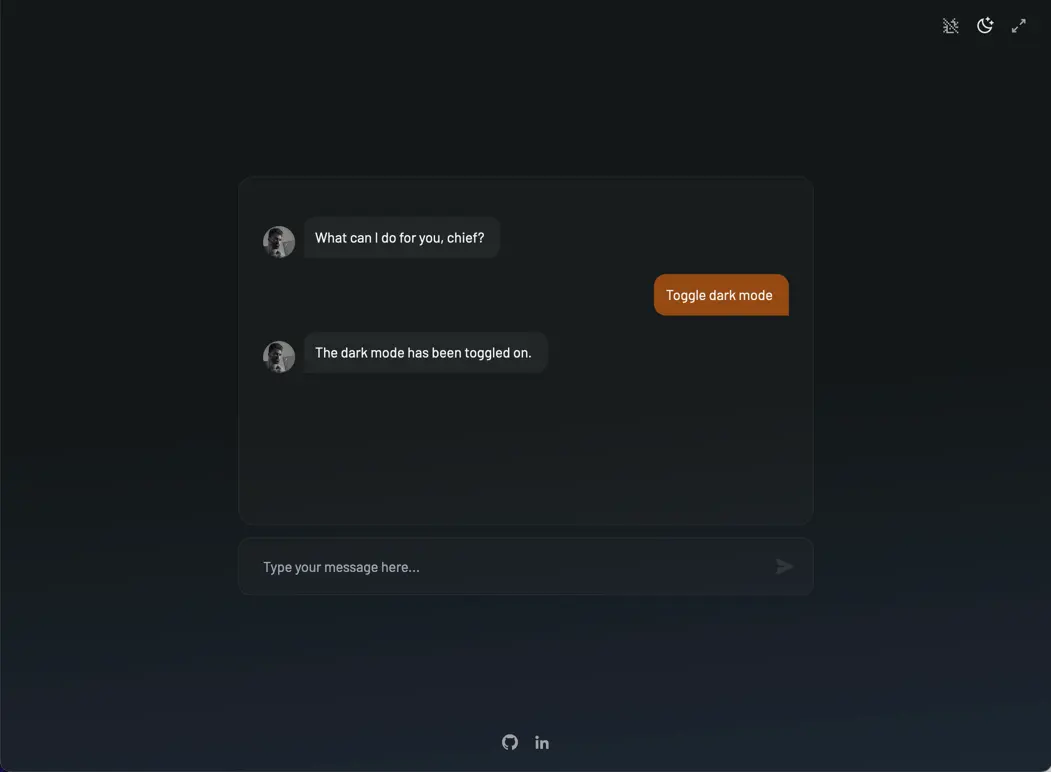 What can I do for you, chief?
Toggle dark mode
The dark mode has been toggled on.
Type your message here...
in